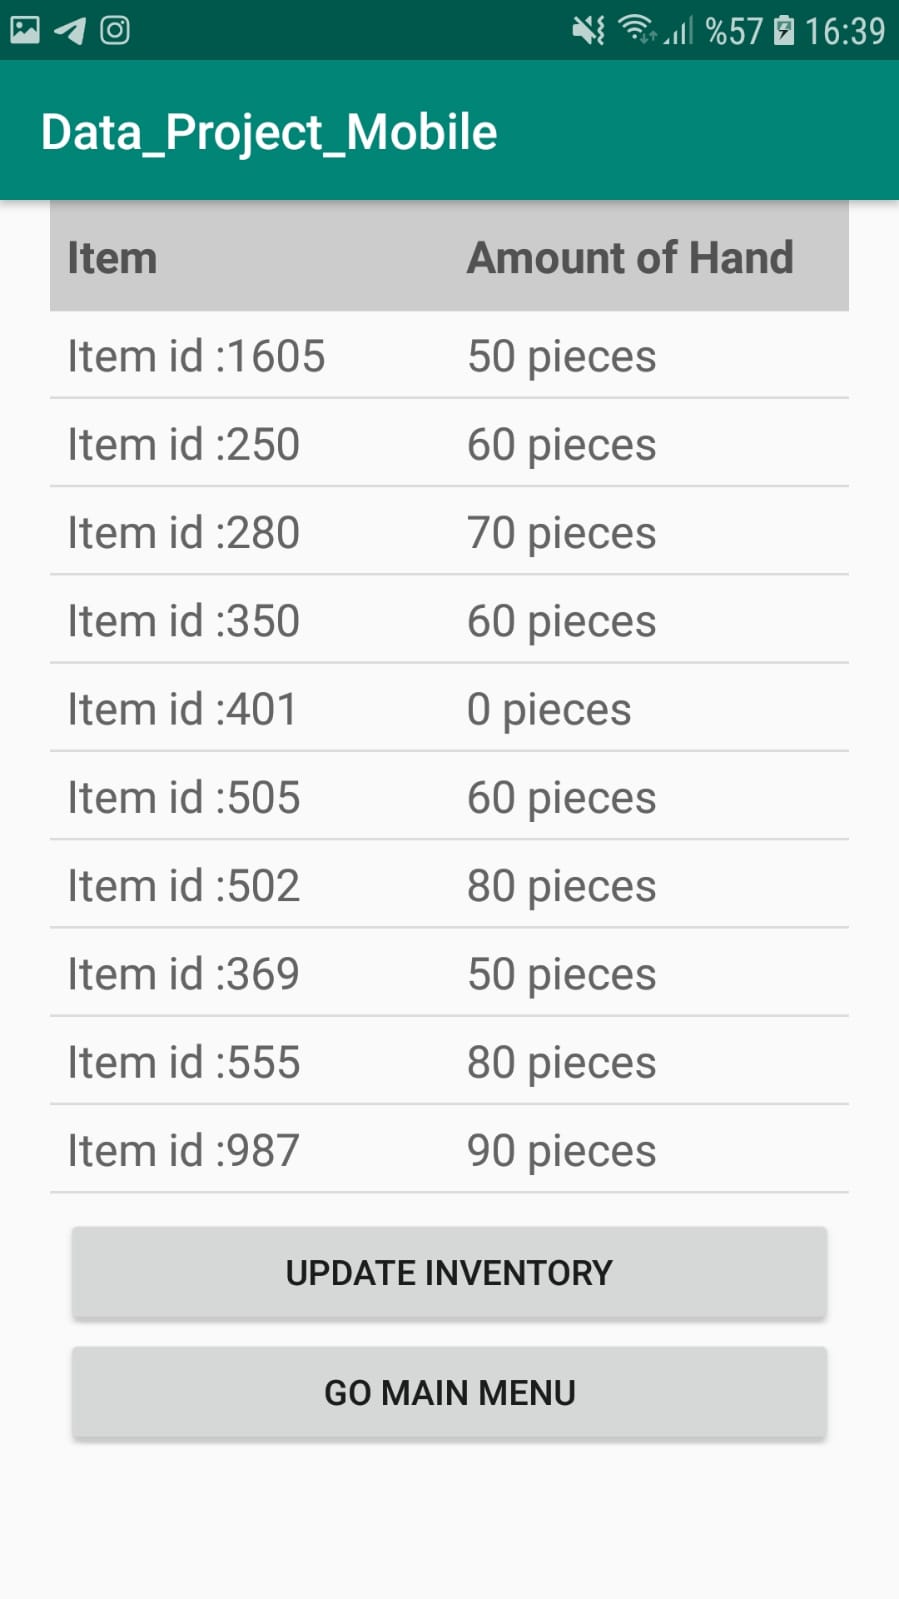 %57 16:39
Data_Project_Mobile
Item Amount of Hand
Item id :1605 50 pieces
Item id :250 60 pieces
Item id :280 70 pieces
Item id :350 60 pieces
Item id :401 0 pieces
Item id :505 60 pieces
Item id :502 80 pieces
Item id :369 50 pieces
Item id :555 80 pieces
Item id :987 90 pieces
UPDATE INVENTORY
GO MAIN MENU